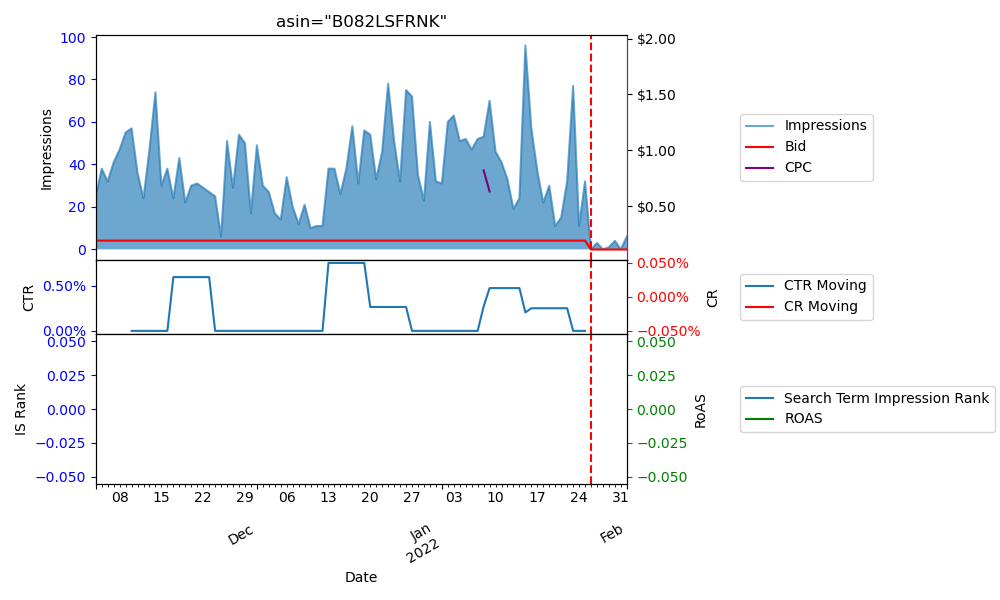 asin="B082LSFRNK"
100
80
60
40
20
0
Impressions
$2.00
$1.50
$1.00
$0.50
Impressions
Bid
CPC
0.50%
0.00%
CTR
0.050%
0.000%
−0.050%
CR
CTR Moving
CR Moving
0.050
0.025
0.000
−0.025
−0.050
IS Rank
0.050
0.025
0.000
−0.025
−0.050
RoAS
Search Term Impression Rank
ROAS
08 15 22 29 06 13 20 27 03 10 17 24 31
Dec
Jan
2022
Feb
Date